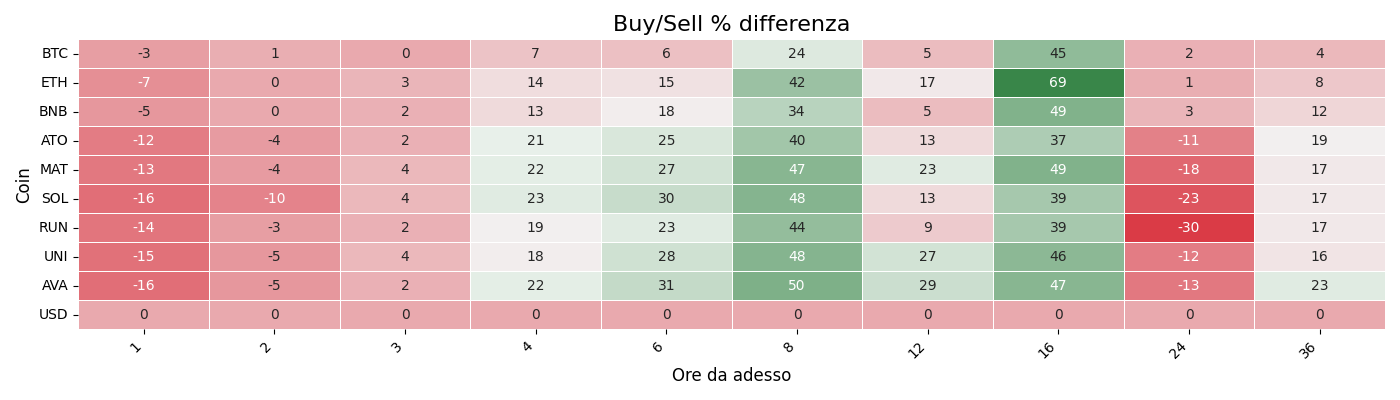 Buy/Sell % differenza
Coin
BTC -3 1 0 7 6 24 5 45 2 4
ETH -7 0 3 14 15 42 17 69 1 8
BNB -5 0 2 13 18 34 5 49 3 12
ATO -12 -4 2 21 25 40 13 37 -11 19
MAT -13 -4 4 22 27 47 23 49 -18 17
SOL -16 -10 4 23 30 48 13 39 -23 17
RUN -14 -3 2 19 23 44 9 39 -30 17
UNI -15 -5 4 18 28 48 27 46 -12 16
AVA -16 -5 2 22 31 50 29 47 -13 23
USD 0 0 0 0 0 0 0 0 0 0
1 2 3 4 6 8 12 16 24 36
Ore da adesso